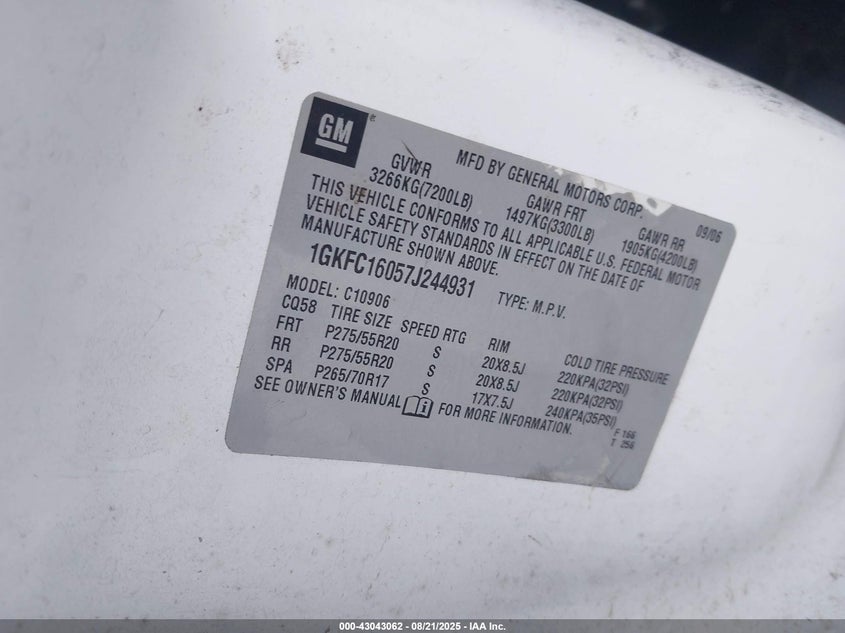 GM
MFD BY GENERAL MOTORS CORP. 09/06
GVWR GAWR FRT GAWR RR
3266KG(7200LB) 1497KG(3300LB) 1905KG(4200LB)
THIS VEHICLE CONFORMS TO ALL APPLICABLE U.S. FEDERAL MOTOR
VEHICLE SAFETY STANDARDS IN EFFECT ON THE DATE OF
MANUFACTURE SHOWN ABOVE.
1GKFC16057J244931 TYPE: M.P.V.
MODEL: C10906
CQ58 TIRE SIZE SPEED RTG RIM COLD TIRE PRESSURE
FRT P275/55R20 S 20X8.5J 220KPA(32PSI)
RR P275/55R20 S 20X8.5J 220KPA(32PSI)
SPA P265/70R17 S 17X7.5J 240KPA(35PSI)
SEE OWNER'S MANUAL FOR MORE INFORMATION.
F 166
T 258
000-43043062 - 08/21/2025 - IAA Inc.